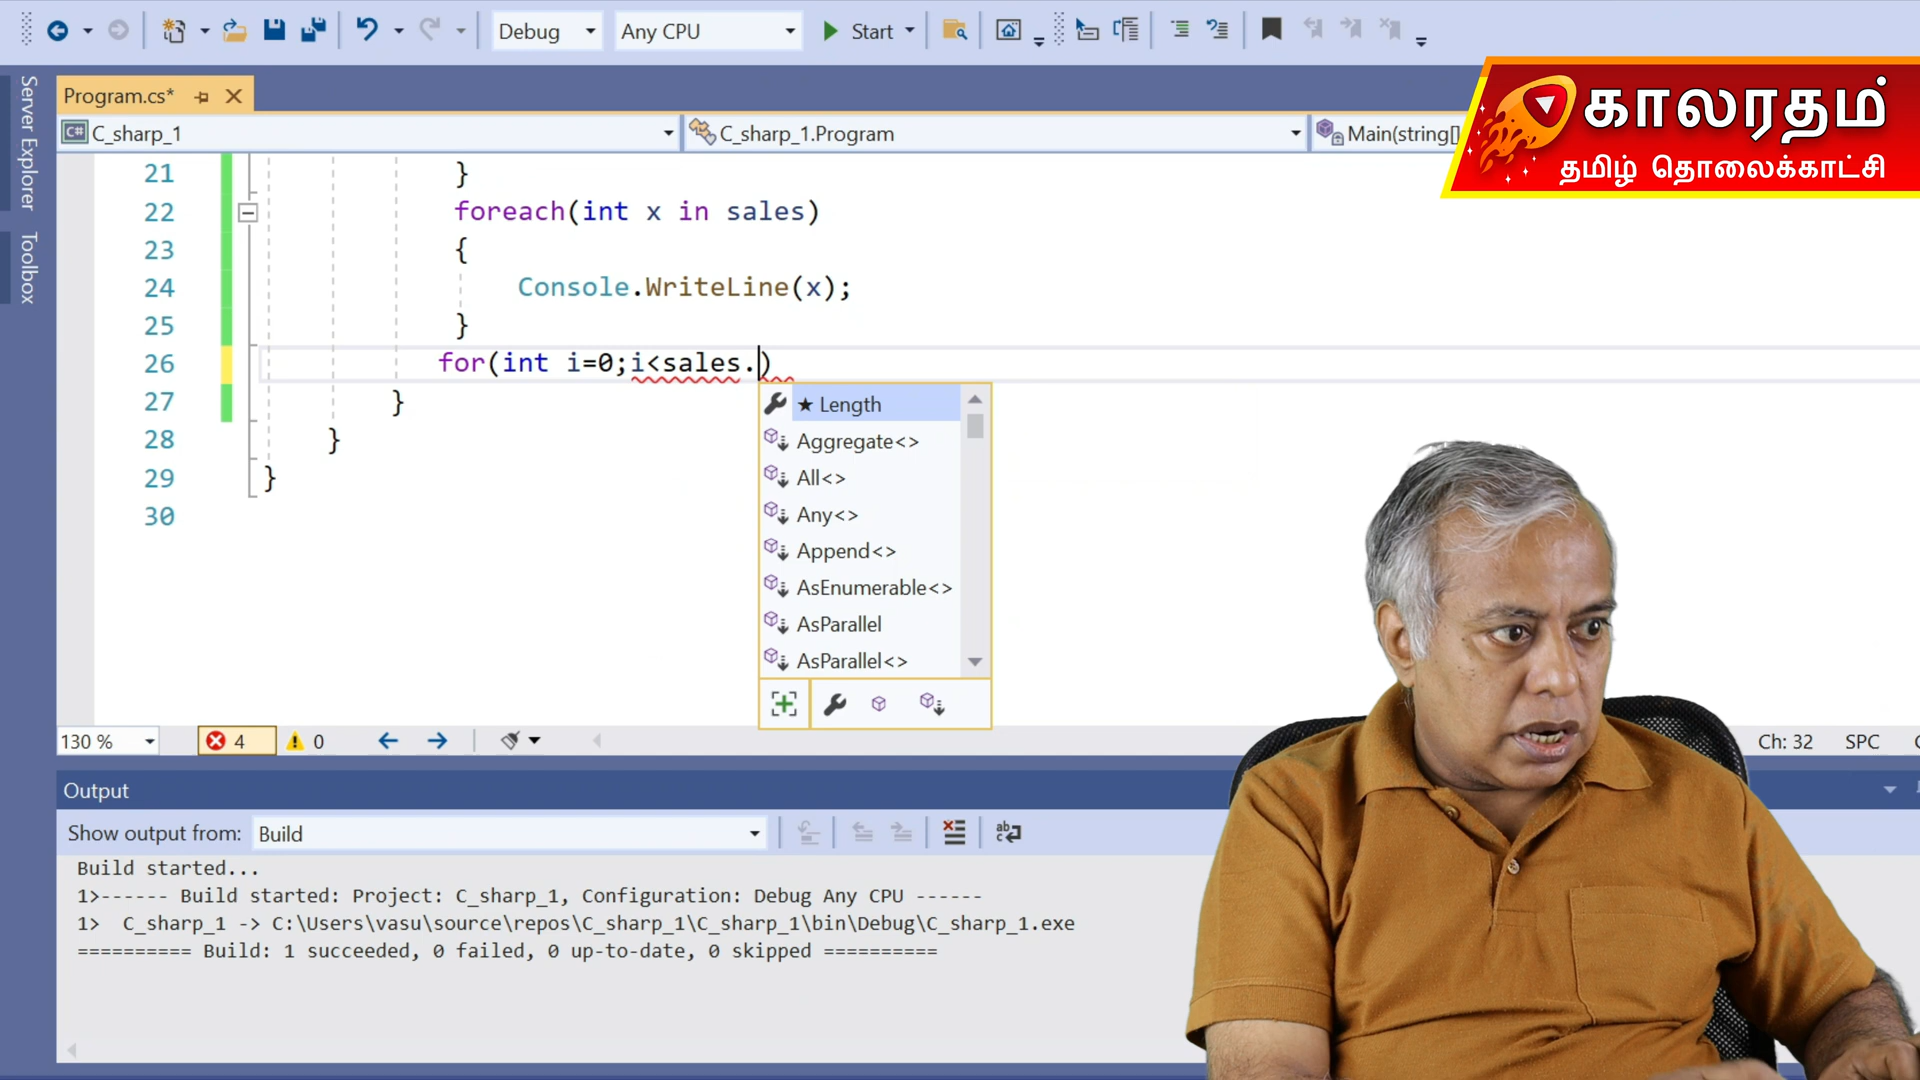 Debug
Any CPU
Start
காலரதம்
தமிழ் தொலைக்காட்சி
Server Explorer
Toolbox
Program.cs*
C# C_sharp_1
C_sharp_1.Program
Main(string[]
21 }
22 foreach(int x in sales)
23 {
24 Console.WriteLine(x);
25 }
26 for(int i=0;i<sales.)
27 }
28 }
29 }
30
★ Length
Aggregate<>
All<>
Any<>
Append<>
AsEnumerable<>
AsParallel
AsParallel<>
130 %
4
0
Ch: 32
SPC
Output
Show output from: Build
Build started...
1>------ Build started: Project: C_sharp_1, Configuration: Debug Any CPU ------
1> C_sharp_1 -> C:\Users\vasu\source\repos\C_sharp_1\C_sharp_1\bin\Debug\C_sharp_1.exe
========== Build: 1 succeeded, 0 failed, 0 up-to-date, 0 skipped ==========